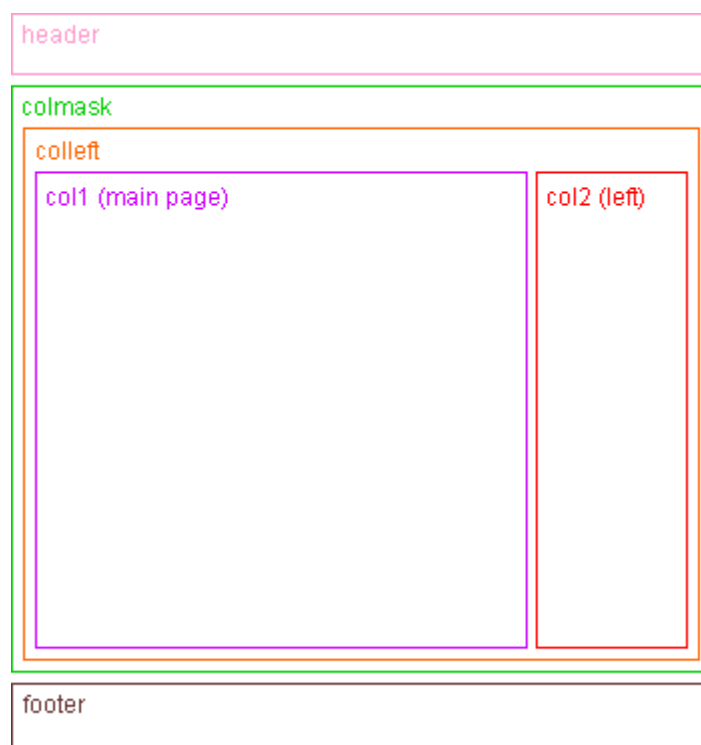 header
colmask
colleft
col1 (main page)
col2 (left)
footer